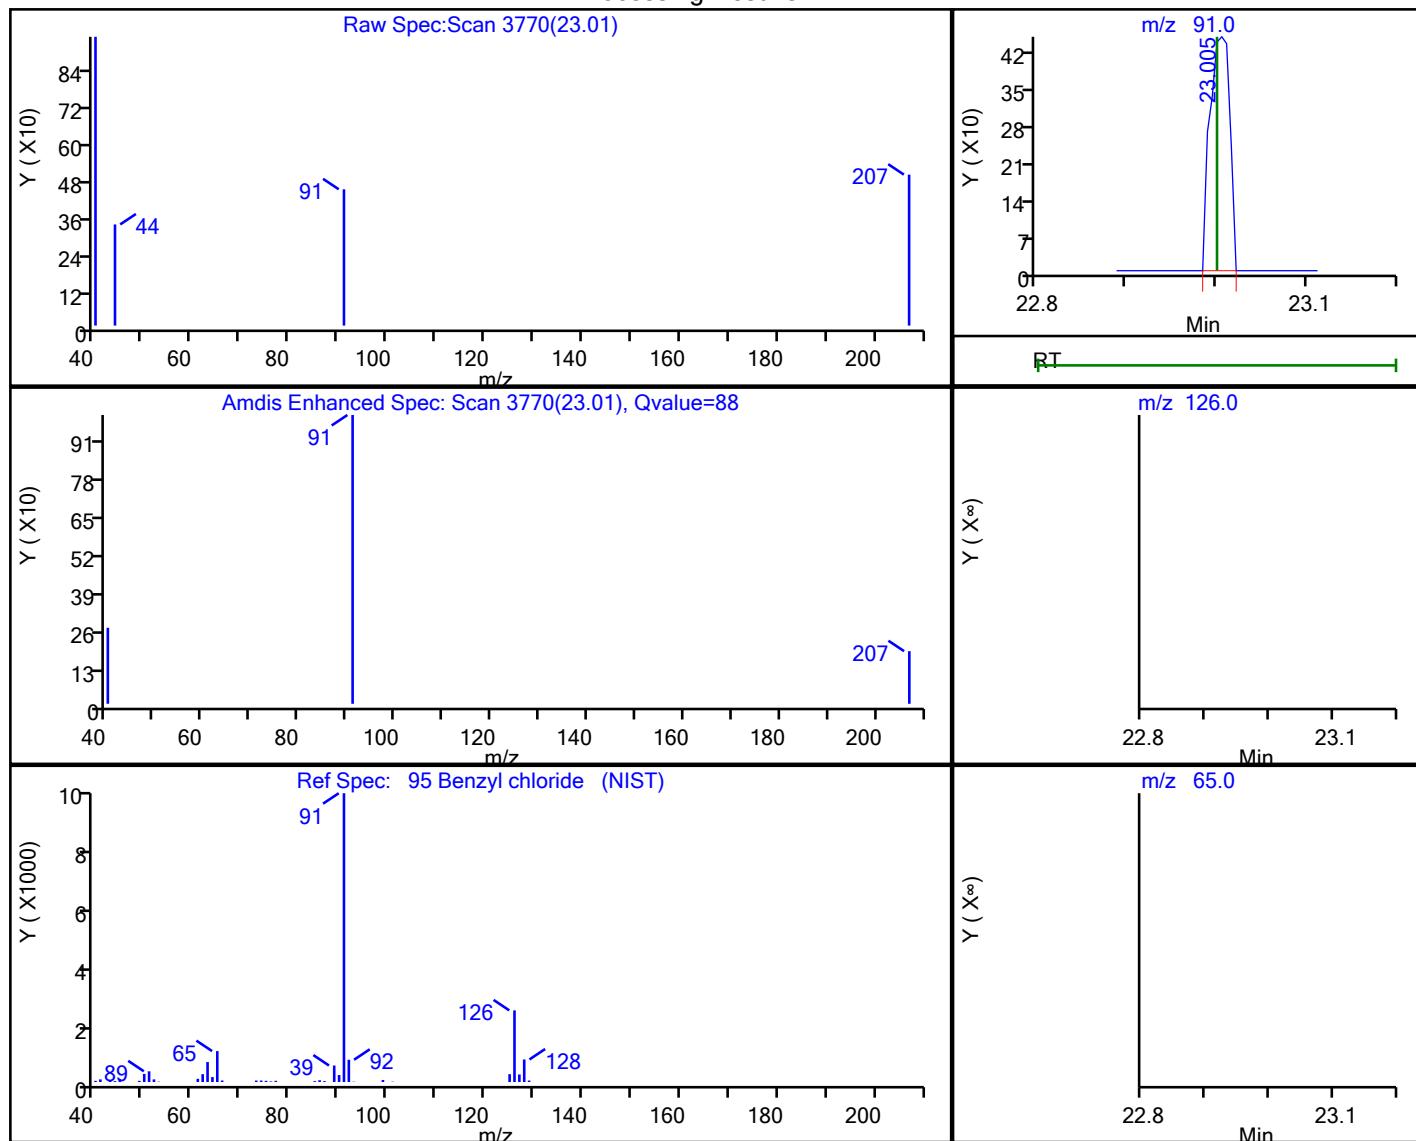 Raw Spec:Scan 3770(23.01)
Y ( X10)
84
72
60
48
36
24
12
0
44
91
207
40 60 80 100 120 140 160 180 200
m/z
m/z 91.0
Y ( X10)
42
35
28
21
14
7
0
23.005
22.8 23.1
Min
RT
Amdis Enhanced Spec: Scan 3770(23.01), Qvalue=88
Y ( X10)
91
78
65
52
39
26
13
0
91
207
40 60 80 100 120 140 160 180 200
m/z
m/z 126.0
Y ( X∞)
22.8 23.1
Min
Ref Spec: 95 Benzyl chloride (NIST)
Y ( X1000)
10
8
6
4
2
0
89
65
39
91
92
126
128
40 60 80 100 120 140 160 180 200
m/z
m/z 65.0
Y ( X∞)
22.8 23.1
Min